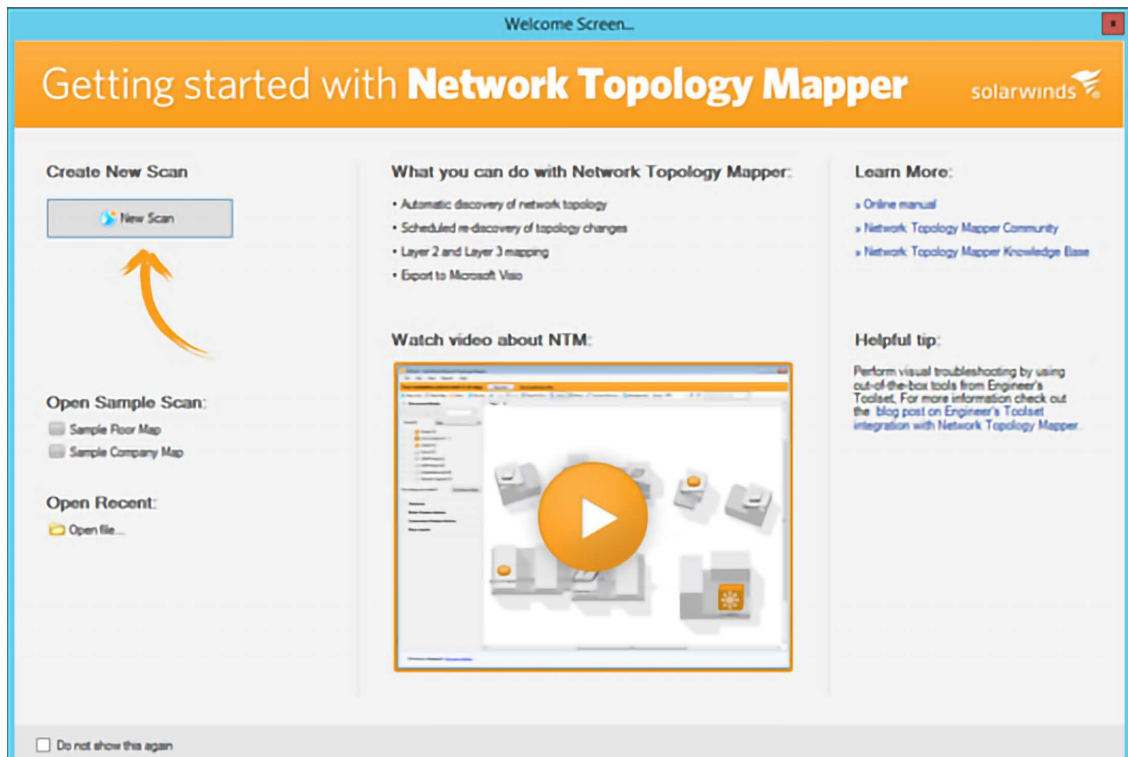 Welcome Screen...
Getting started with Network Topology Mapper
solarwinds
Create New Scan
New Scan
Open Sample Scan:
Sample Floor Map
Sample Company Map
Open Recent:
Open file...
What you can do with Network Topology Mapper:
• Automatic discovery of network topology
• Scheduled re-discovery of topology changes
• Layer 2 and Layer 3 mapping
• Export to Microsoft Visio
Watch video about NTM:
Learn More:
» Online manual
» Network Topology Mapper Community
» Network Topology Mapper Knowledge Base
Helpful tip:
Perform visual troubleshooting by using
out-of-the-box tools from Engineer's
Toolset, For more information check out
the blog post on Engineer's Toolset
integration with Network Topology Mapper.
Do not show this again